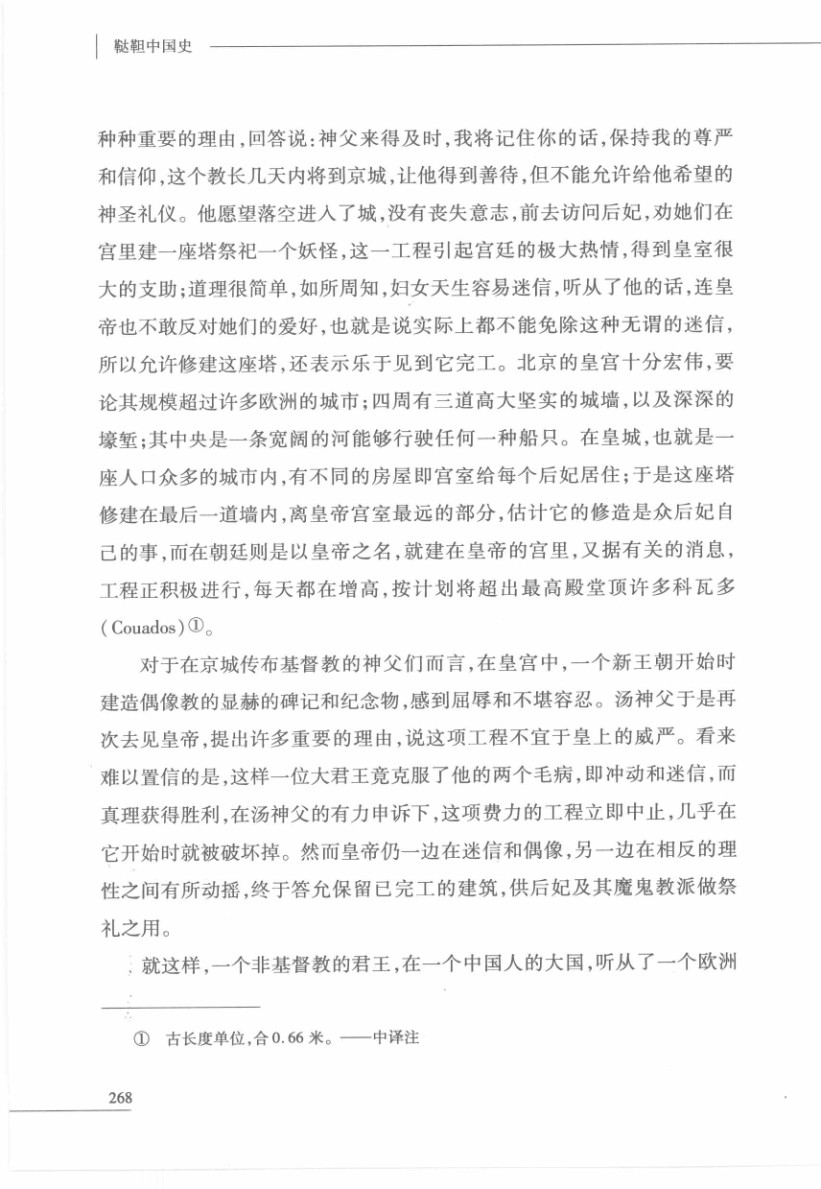 鞑靼中国史
种种重要的理由,回答说:神父来得及时,我将记住你的话,保持我的尊严
和信仰,这个教长几天内将到京城,让他得到善待,但不能允许给他希望的
神圣礼仪。他愿望落空进入了城,没有丧失意志,前去访问后妃,劝她们在
宫里建一座塔祭祀一个妖怪,这一工程引起宫廷的极大热情,得到皇室很
大的支助;道理很简单,如所周知,妇女天生容易迷信,听从了他的话,连皇
帝也不敢反对她们的爱好,也就是说实际上都不能免除这种无谓的迷信,
所以允许修建这座塔,还表示乐于见到它完工。北京的皇宫十分宏伟,要
论其规模超过许多欧洲的城市;四周有三道高大坚实的城墙,以及深深的
壕堑;其中央是一条宽阔的河能够行驶任何一种船只。在皇城,也就是一
座人口众多的城市内,有不同的房屋即宫室给每个后妃居住;于是这座塔
修建在最后一道墙内,离皇帝宫室最远的部分,估计它的修造是众后妃自
己的事,而在朝廷则是以皇帝之名,就建在皇帝的宫里,又据有关的消息,
工程正积极进行,每天都在增高,按计划将超出最高殿堂顶许多科瓦多
(Couados)①。
对于在京城传布基督教的神父们而言,在皇宫中,一个新王朝开始时
建造偶像教的显赫的碑记和纪念物,感到屈辱和不堪容忍。汤神父于是再
次去见皇帝,提出许多重要的理由,说这项工程不宜于皇上的威严。看来
难以置信的是,这样一位大君王竟克服了他的两个毛病,即冲动和迷信,而
真理获得胜利,在汤神父的有力申诉下,这项费力的工程立即中止,几乎在
它开始时就被破坏掉。然而皇帝仍一边在迷信和偶像,另一边在相反的理
性之间有所动摇,终于答允保留已完工的建筑,供后妃及其魔鬼教派做祭
礼之用。
就这样,一个非基督教的君王,在一个中国人的大国,听从了一个欧洲
① 古长度单位,合0.66米。——中译注
268